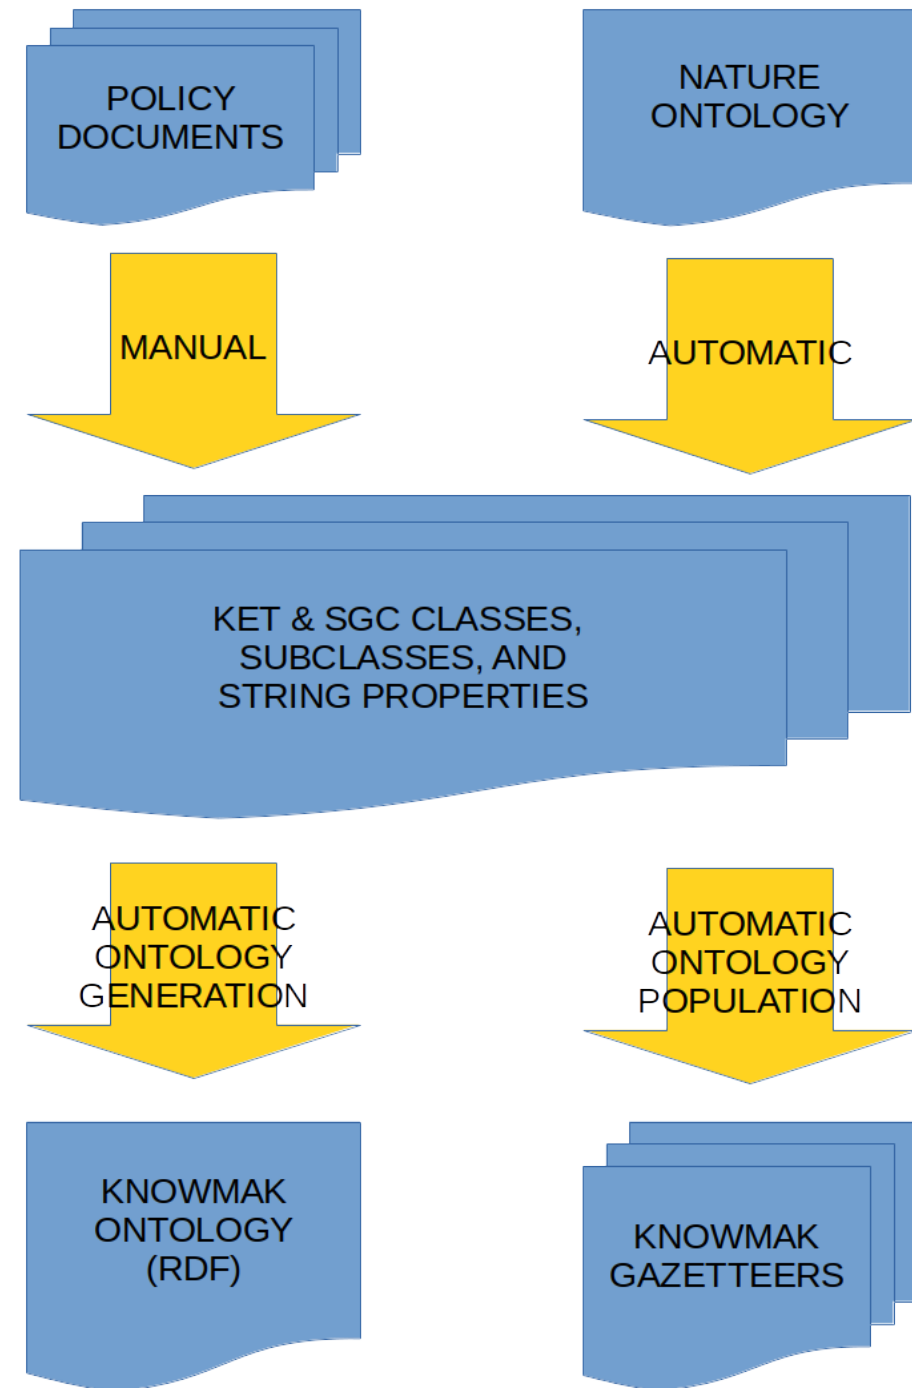 POLICY
DOCUMENTS
NATURE
ONTOLOGY
MANUAL
AUTOMATIC
KET & SGC CLASSES,
SUBCLASSES, AND
STRING PROPERTIES
AUTOMATIC
ONTOLOGY
GENERATION
AUTOMATIC
ONTOLOGY
POPULATION
KNOWMAK
ONTOLOGY
(RDF)
KNOWMAK
GAZETTEERS